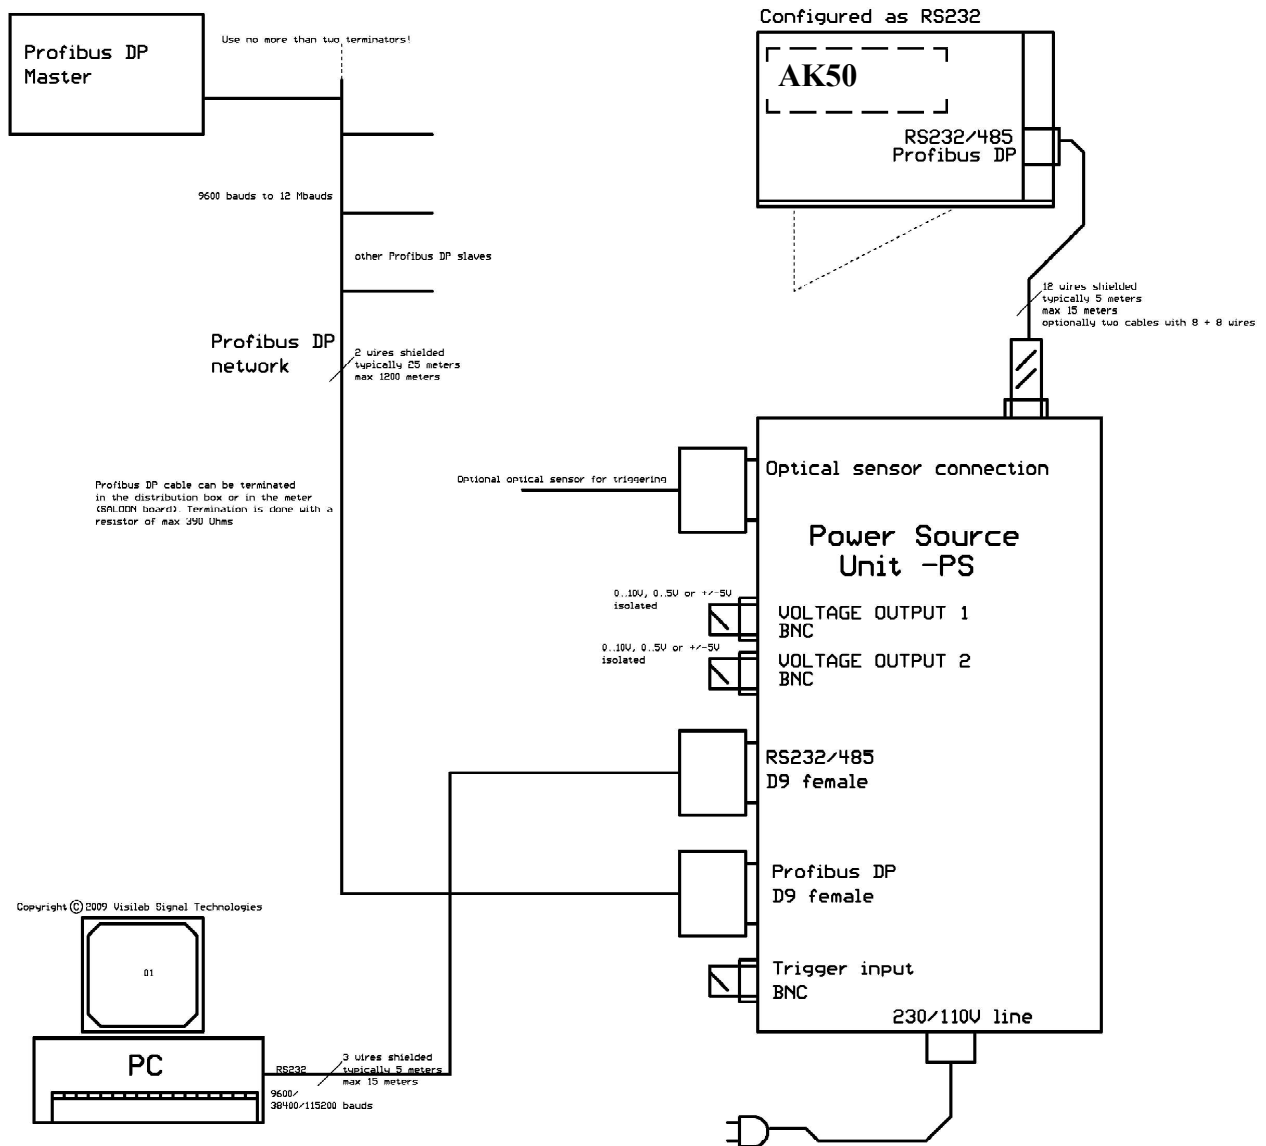 Configured as RS232
Profibus DP
Master
Use no more than two terminators!
AK50
RS232/485
Profibus DP
9600 bauds to 12 Mbauds
other Profibus DP slaves
12 wires shielded
typically 5 meters
max 15 meters
optionally two cables with 8 + 8 wires
Profibus DP
network
2 wires shielded
typically 25 meters
max 1200 meters
Optical sensor connection
Optional optical sensor for triggering
Profibus DP cable can be terminated
in the distribution box or in the meter
(SALOON board). Termination is done with a
resistor of max 390 Ohms
Power Source
Unit -PS
0..10V, 0..5V or +/-5V
isolated
VOLTAGE OUTPUT 1
BNC
0..10V, 0..5V or +/-5V
isolated
VOLTAGE OUTPUT 2
BNC
RS232/485
D9 female
Profibus DP
D9 female
Copyright © 2009 Visilab Signal Technologies
01
Trigger input
BNC
230/110V line
PC
RS232
3 wires shielded
typically 5 meters
max 15 meters
9600/
38400/115200 bauds